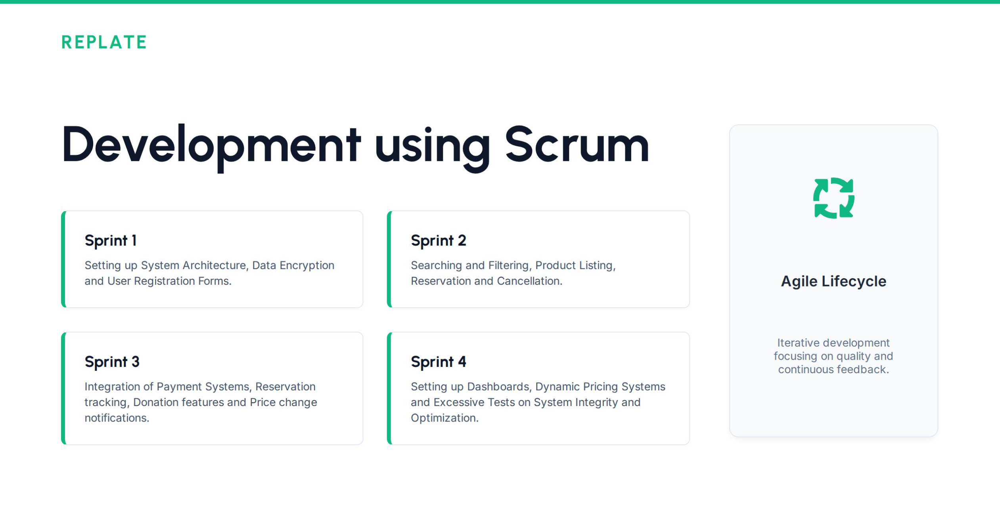 REPLATE
Development using Scrum
Sprint 1
Setting up System Architecture, Data Encryption
and User Registration Forms.
Sprint 2
Searching and Filtering, Product Listing,
Reservation and Cancellation.
Sprint 3
Integration of Payment Systems, Reservation
tracking, Donation features and Price change
notifications.
Sprint 4
Setting up Dashboards, Dynamic Pricing Systems
and Excessive Tests on System Integrity and
Optimization.
Agile Lifecycle
Iterative development
focusing on quality and
continuous feedback.